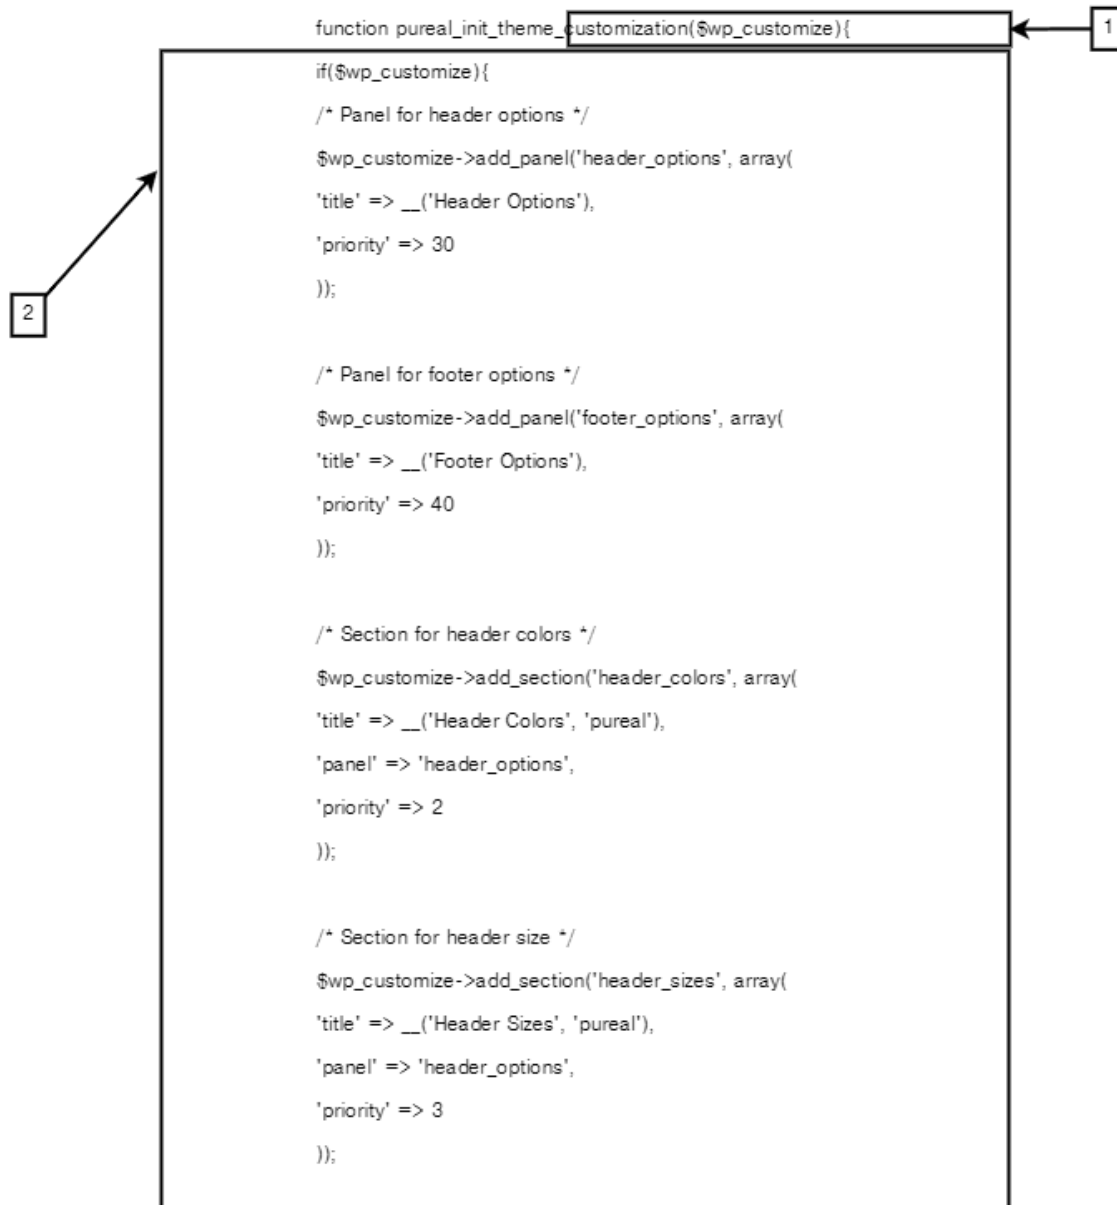 function pureal_init_theme_customization($wp_customize){
1
if($wp_customize){
/* Panel for header options */
$wp_customize->add_panel('header_options', array(
'title' => __('Header Options'),
'priority' => 30
));
2
/* Panel for footer options */
$wp_customize->add_panel('footer_options', array(
'title' => __('Footer Options'),
'priority' => 40
));
/* Section for header colors */
$wp_customize->add_section('header_colors', array(
'title' => __('Header Colors', 'pureal'),
'panel' => 'header_options',
'priority' => 2
));
/* Section for header size */
$wp_customize->add_section('header_sizes', array(
'title' => __('Header Sizes', 'pureal'),
'panel' => 'header_options',
'priority' => 3
));